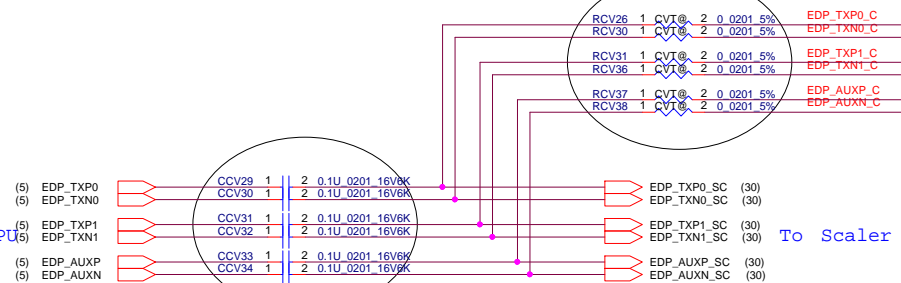 RCV26 1 CVT@ 2 0_0201_5% EDP_TXP0_C
RCV30 1 CVT@ 2 0_0201_5% EDP_TXN0_C
RCV31 1 CVT@ 2 0_0201_5% EDP_TXP1_C
RCV36 1 CVT@ 2 0_0201_5% EDP_TXN1_C
RCV37 1 CVT@ 2 0_0201_5% EDP_AUXP_C
RCV38 1 CVT@ 2 0_0201_5% EDP_AUXN_C
(5) EDP_TXP0 CCV29 1 2 0.1U_0201_16V6K EDP_TXP0_SC (30)
(5) EDP_TXN0 CCV30 1 2 0.1U_0201_16V6K EDP_TXN0_SC (30)
(5) EDP_TXP1 CCV31 1 2 0.1U_0201_16V6K EDP_TXP1_SC (30)
PU (5) EDP_TXN1 CCV32 1 2 0.1U_0201_16V6K EDP_TXN1_SC (30) To Scaler
(5) EDP_AUXP CCV33 1 2 0.1U_0201_16V6K EDP_AUXP_SC (30)
(5) EDP_AUXN CCV34 1 2 0.1U_0201_16V6K EDP_AUXN_SC (30)